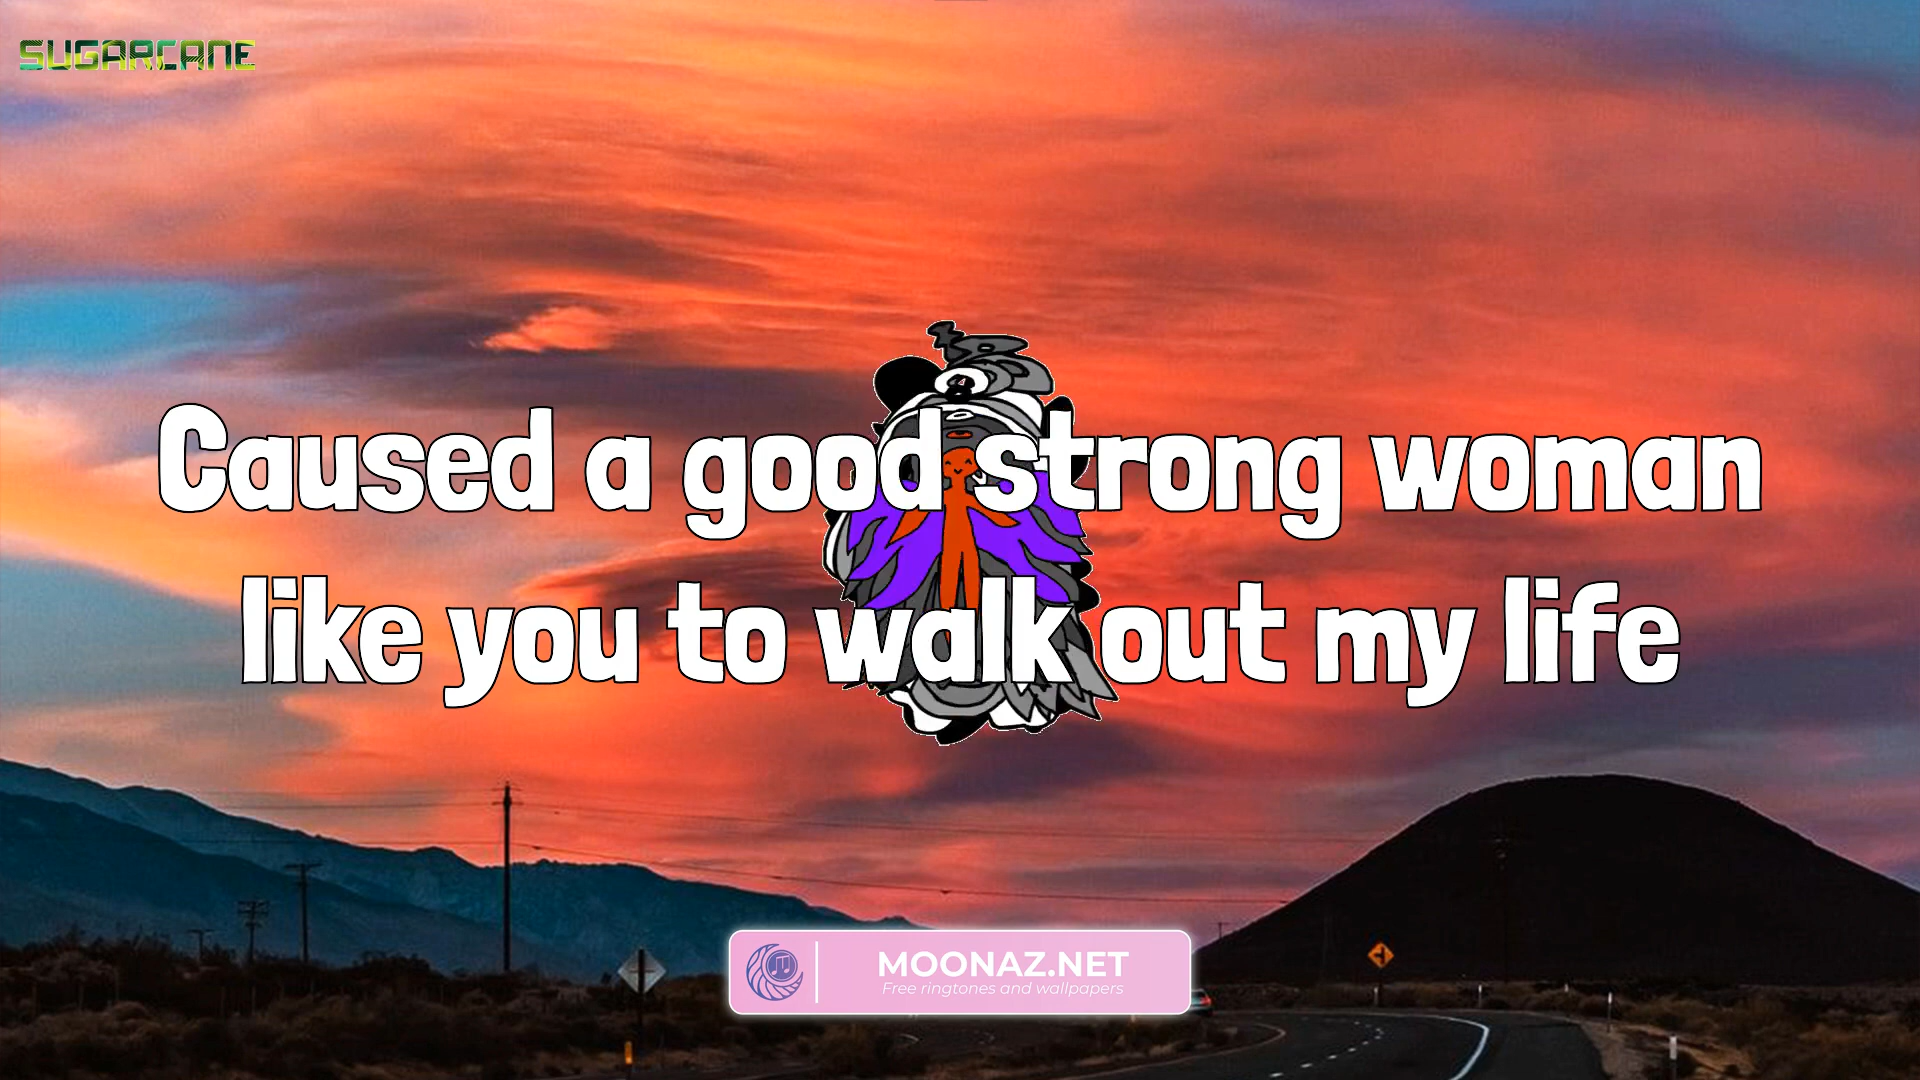 SUGARCANE
Caused a good strong woman
like you to walk out my life
MOONAZ.NET
Free ringtones and wallpapers